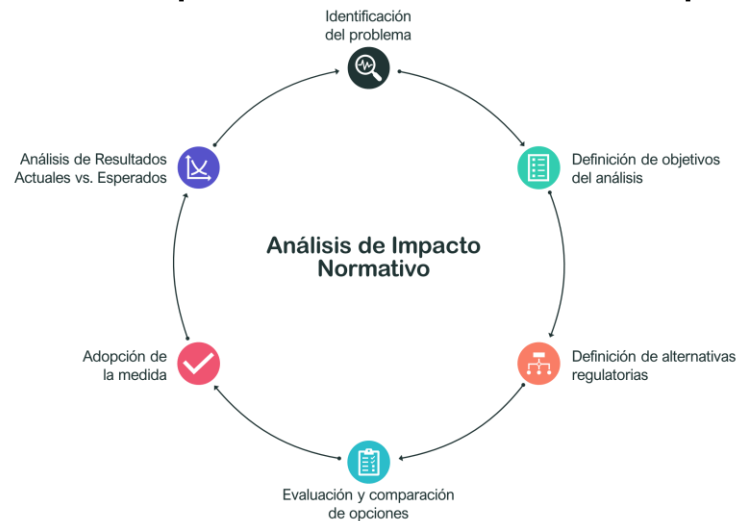 Identificación
del problema
Definición de objetivos
del análisis
Definición de alternativas
regulatorias
Evaluación y comparación
de opciones
Adopción de
la medida
Análisis de Resultados
Actuales vs. Esperados
Análisis de Impacto
Normativo